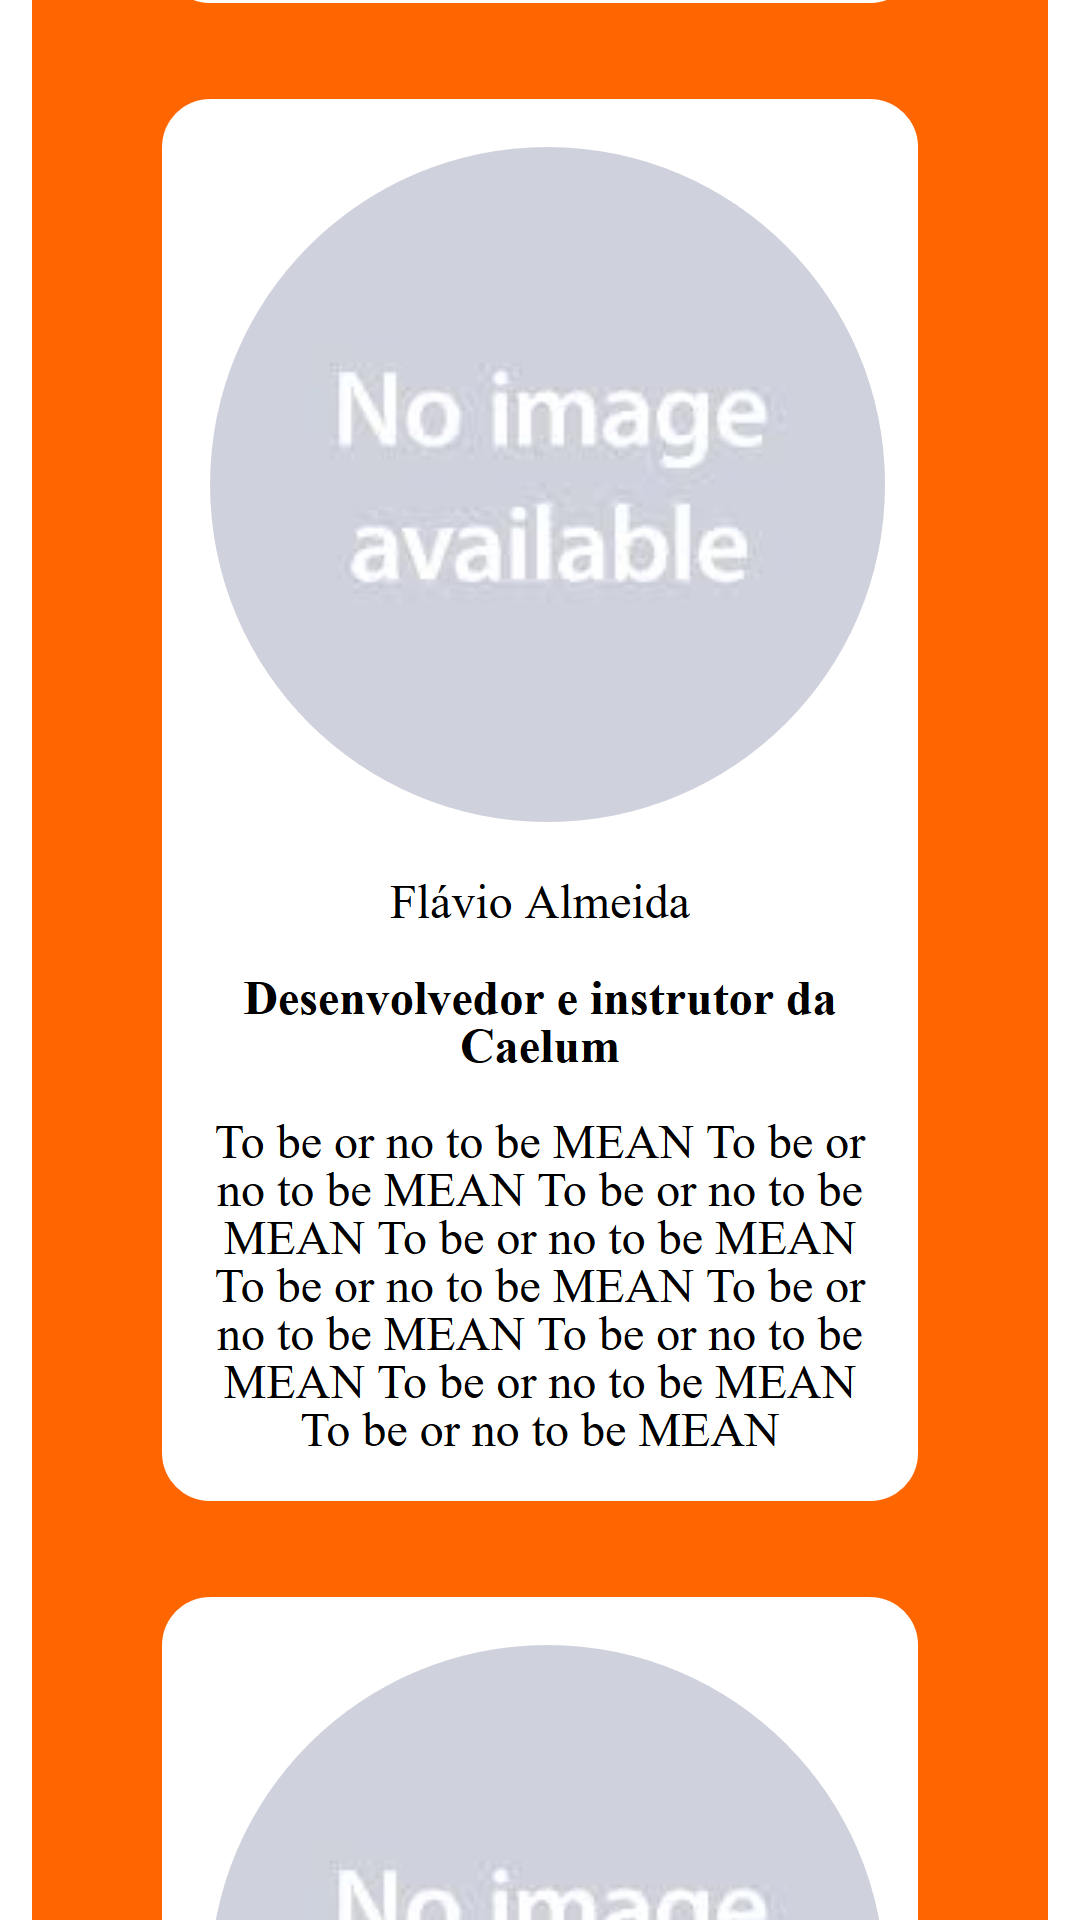 No image
available
Flávio Almeida
Desenvolvedor e instrutor da
Caelum
To be or no to be MEAN To be or
no to be MEAN To be or no to be
MEAN To be or no to be MEAN
To be or no to be MEAN To be or
no to be MEAN To be or no to be
MEAN To be or no to be MEAN
To be or no to be MEAN
No image